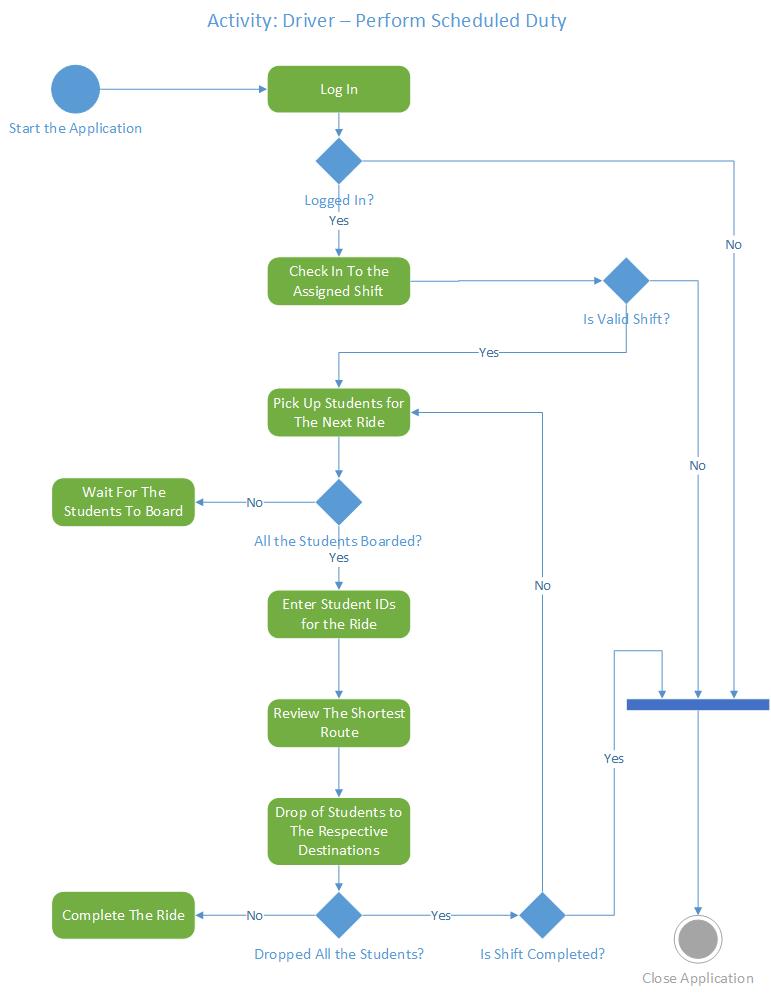 Activity: Driver – Perform Scheduled Duty
Log In
Start the Application
Logged In?
Yes
No
Check In To the
Assigned Shift
Is Valid Shift?
Yes
Pick Up Students for
The Next Ride
No
Wait For The
Students To Board
No
All the Students Boarded?
Yes
No
Enter Student IDs
for the Ride
Review The Shortest
Route
Yes
Drop of Students to
The Respective
Destinations
Complete The Ride
No
Yes
Dropped All the Students?
Is Shift Completed?
Close Application